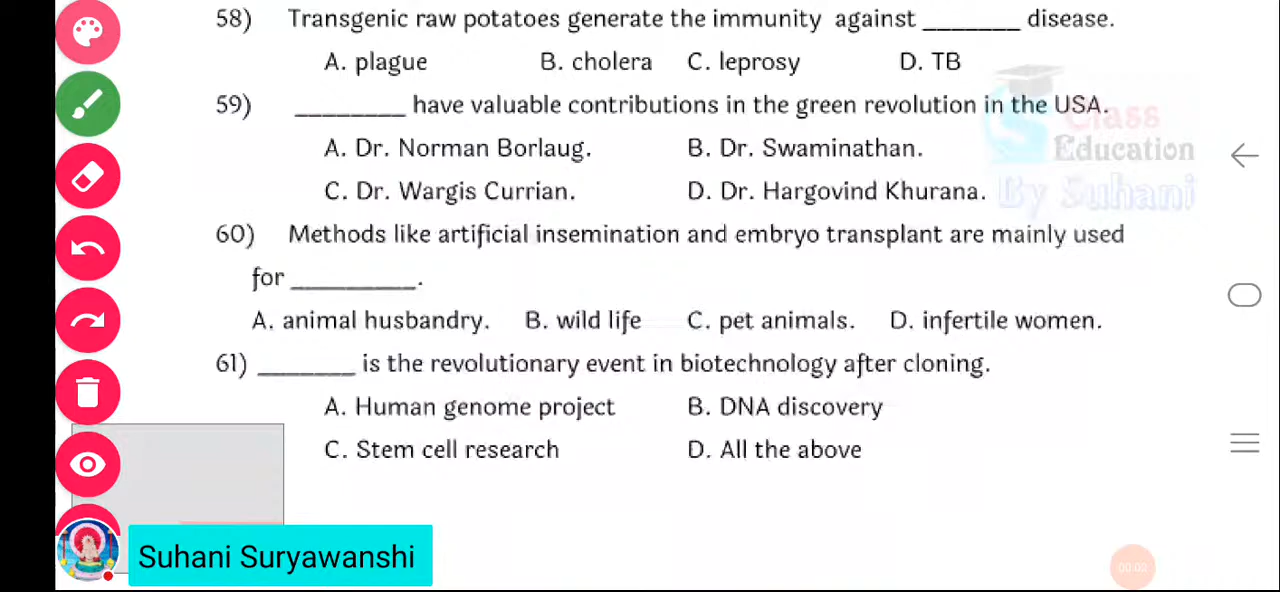 58) Transgenic raw potatoes generate the immunity against _______ disease.
A. plague B. cholera C. leprosy D. TB
59) ________ have valuable contributions in the green revolution in the USA.
A. Dr. Norman Borlaug. B. Dr. Swaminathan.
C. Dr. Wargis Currian. D. Dr. Hargovind Khurana.
Class
Education
By Suhani
60) Methods like artificial insemination and embryo transplant are mainly used
for _________.
A. animal husbandry. B. wild life C. pet animals. D. infertile women.
61) _______ is the revolutionary event in biotechnology after cloning.
A. Human genome project B. DNA discovery
C. Stem cell research D. All the above
Suhani Suryawanshi
00:02